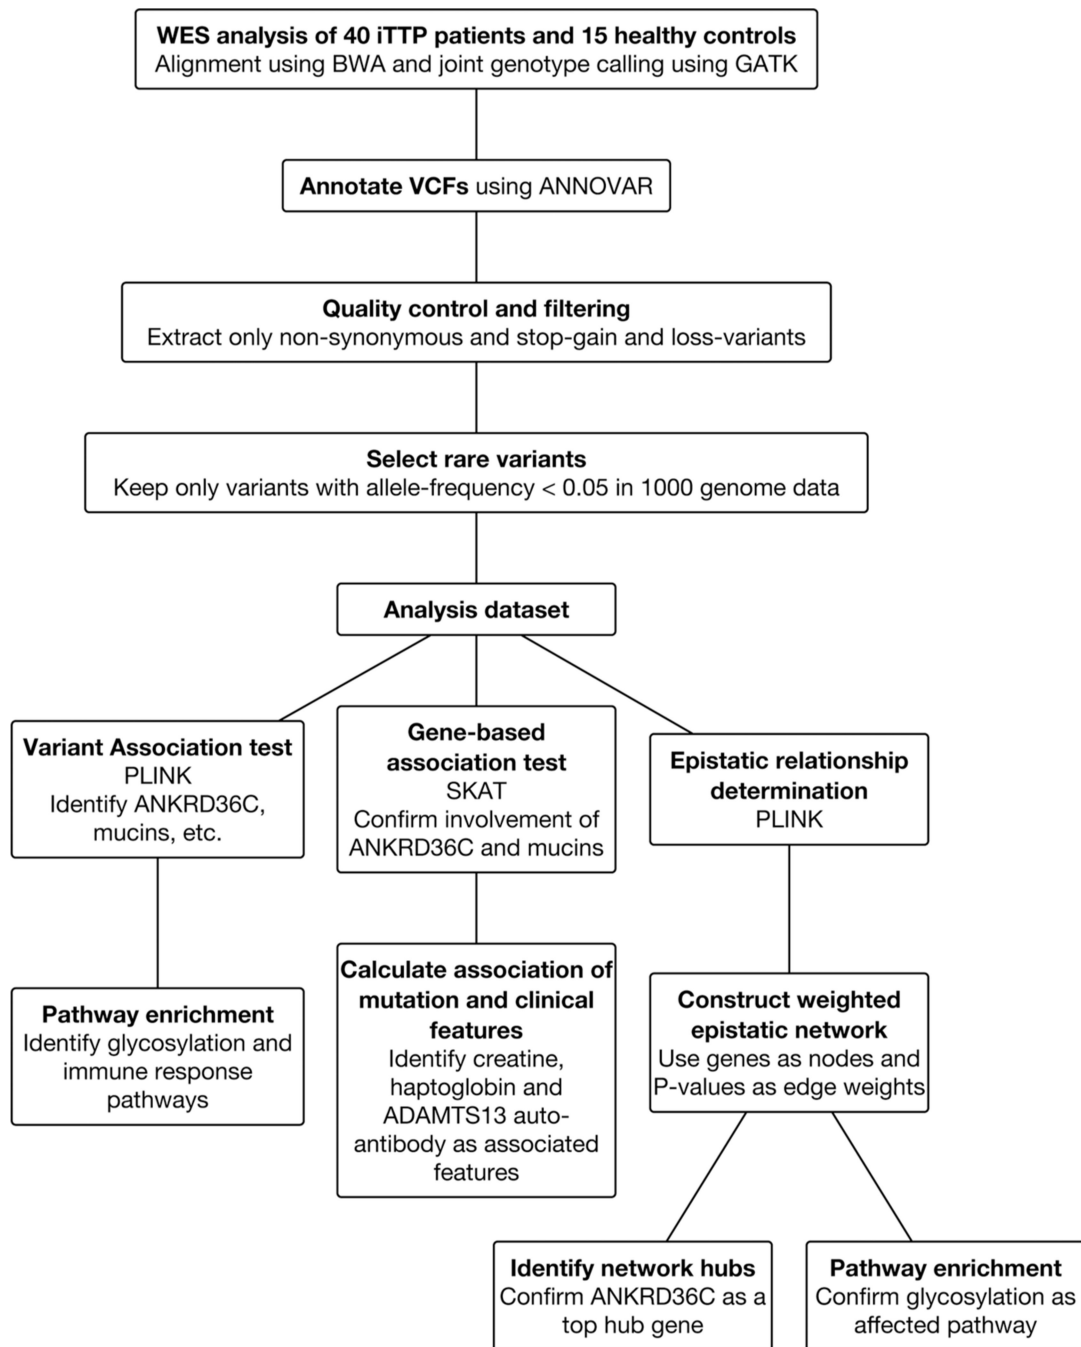 WES analysis of 40 iTTP patients and 15 healthy controls
Alignment using BWA and joint genotype calling using GATK
Annotate VCFs using ANNOVAR
Quality control and filtering
Extract only non-synonymous and stop-gain and loss-variants
Select rare variants
Keep only variants with allele-frequency < 0.05 in 1000 genome data
Analysis dataset
Variant Association test
PLINK
Identify ANKRD36C,
mucins, etc.
Gene-based
association test
SKAT
Confirm involvement of
ANKRD36C and mucins
Epistatic relationship
determination
PLINK
Pathway enrichment
Identify glycosylation and
immune response
pathways
Calculate association of
mutation and clinical
features
Identify creatine,
haptoglobin and
ADAMTS13 auto-
antibody as associated
features
Construct weighted
epistatic network
Use genes as nodes and
P-values as edge weights
Identify network hubs
Confirm ANKRD36C as a
top hub gene
Pathway enrichment
Confirm glycosylation as
affected pathway